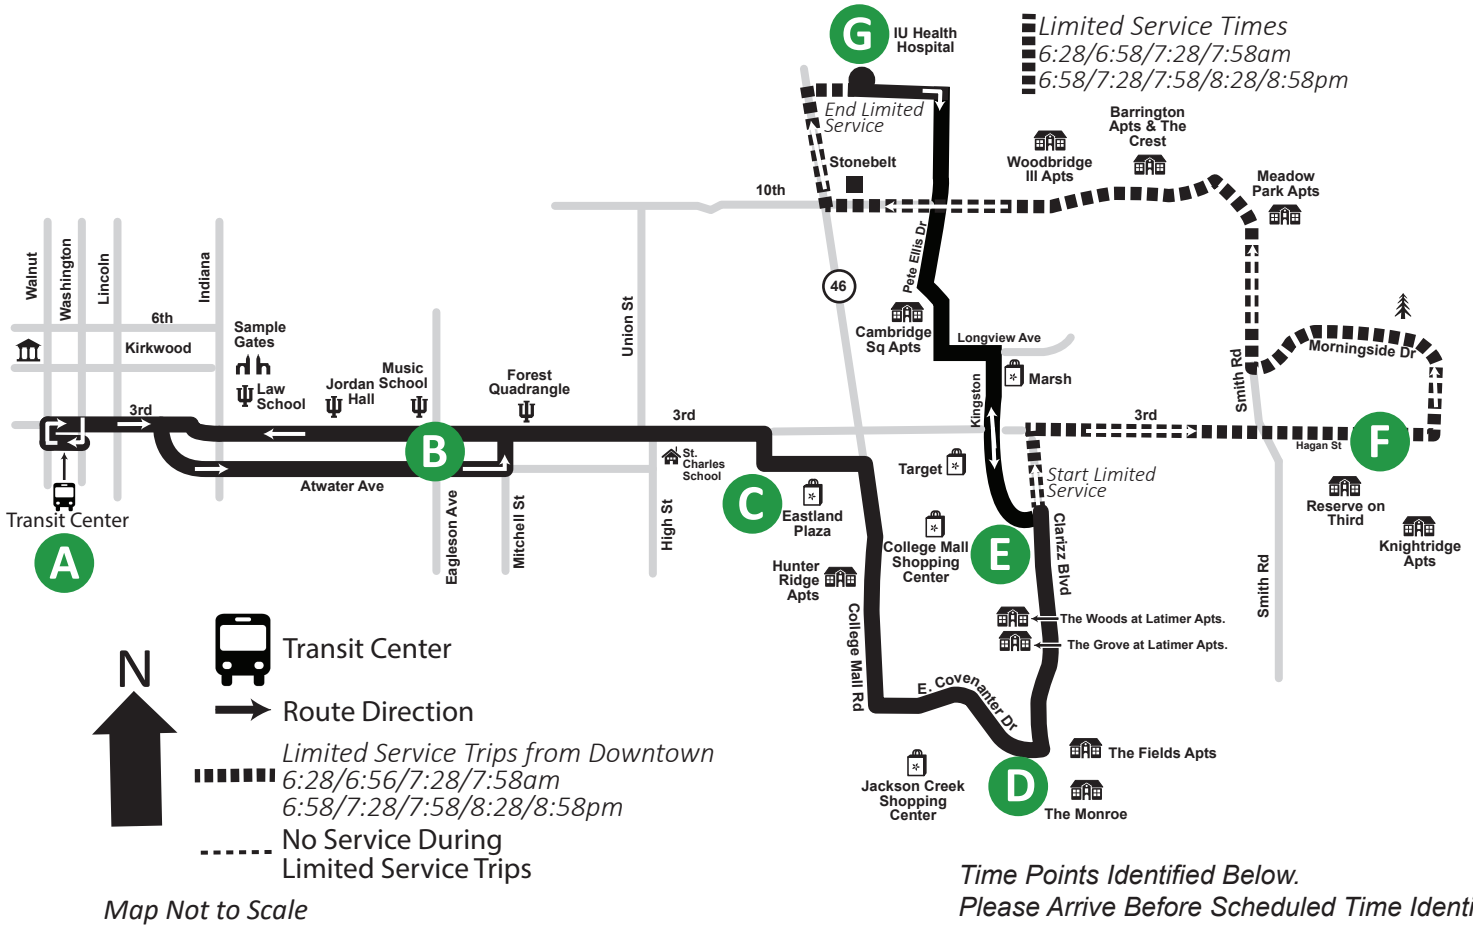 G
IU Health
Hospital
Limited Service Times
6:28/6:58/7:28/7:58am
6:58/7:28/7:58/8:28/8:58pm
End Limited
Service
Barrington
Apts & The
Crest
Woodbridge
III Apts
Stonebelt
Meadow
Park Apts
10th
Pete Ellis Dr
46
Walnut
Washington
Lincoln
Indiana
6th
Kirkwood
Sample
Gates
Law
School
Jordan
Hall
Music
School
Forest
Quadrangle
Union St
Cambridge
Sq Apts
Longview Ave
Marsh
Kingston
Smith Rd
Morningside Dr
3rd
3rd
3rd
B
Atwater Ave
St.
Charles
School
Target
Start Limited
Service
Hagan St
F
Reserve on
Third
Knightridge
Apts
Transit Center
A
Eagleson Ave
Mitchell St
High St
C
Eastland
Plaza
College Mall
Shopping
Center
E
Clarizz Blvd
Smith Rd
Hunter
Ridge
Apts
College Mall Rd
The Woods at Latimer Apts.
The Grove at Latimer Apts.
E. Covenanter Dr
The Fields Apts
D
The Monroe
Jackson Creek
Shopping
Center
N
Transit Center
Route Direction
Limited Service Trips from Downtown
6:28/6:56/7:28/7:58am
6:58/7:28/7:58/8:28/8:58pm
No Service During
Limited Service Trips
Map Not to Scale
Time Points Identified Below.
Please Arrive Before Scheduled Time Identi